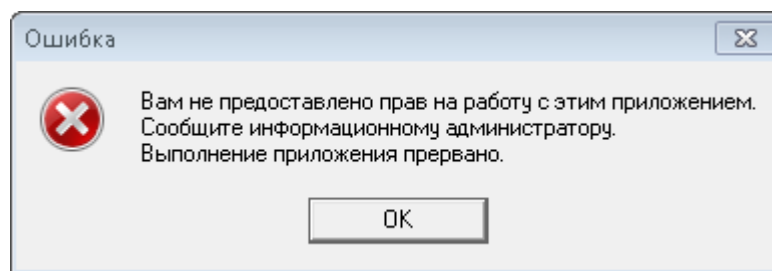 Ошибка
Вам не предоставлено прав на работу с этим приложением.
Сообщите информационному администратору.
Выполнение приложения прервано.
OK